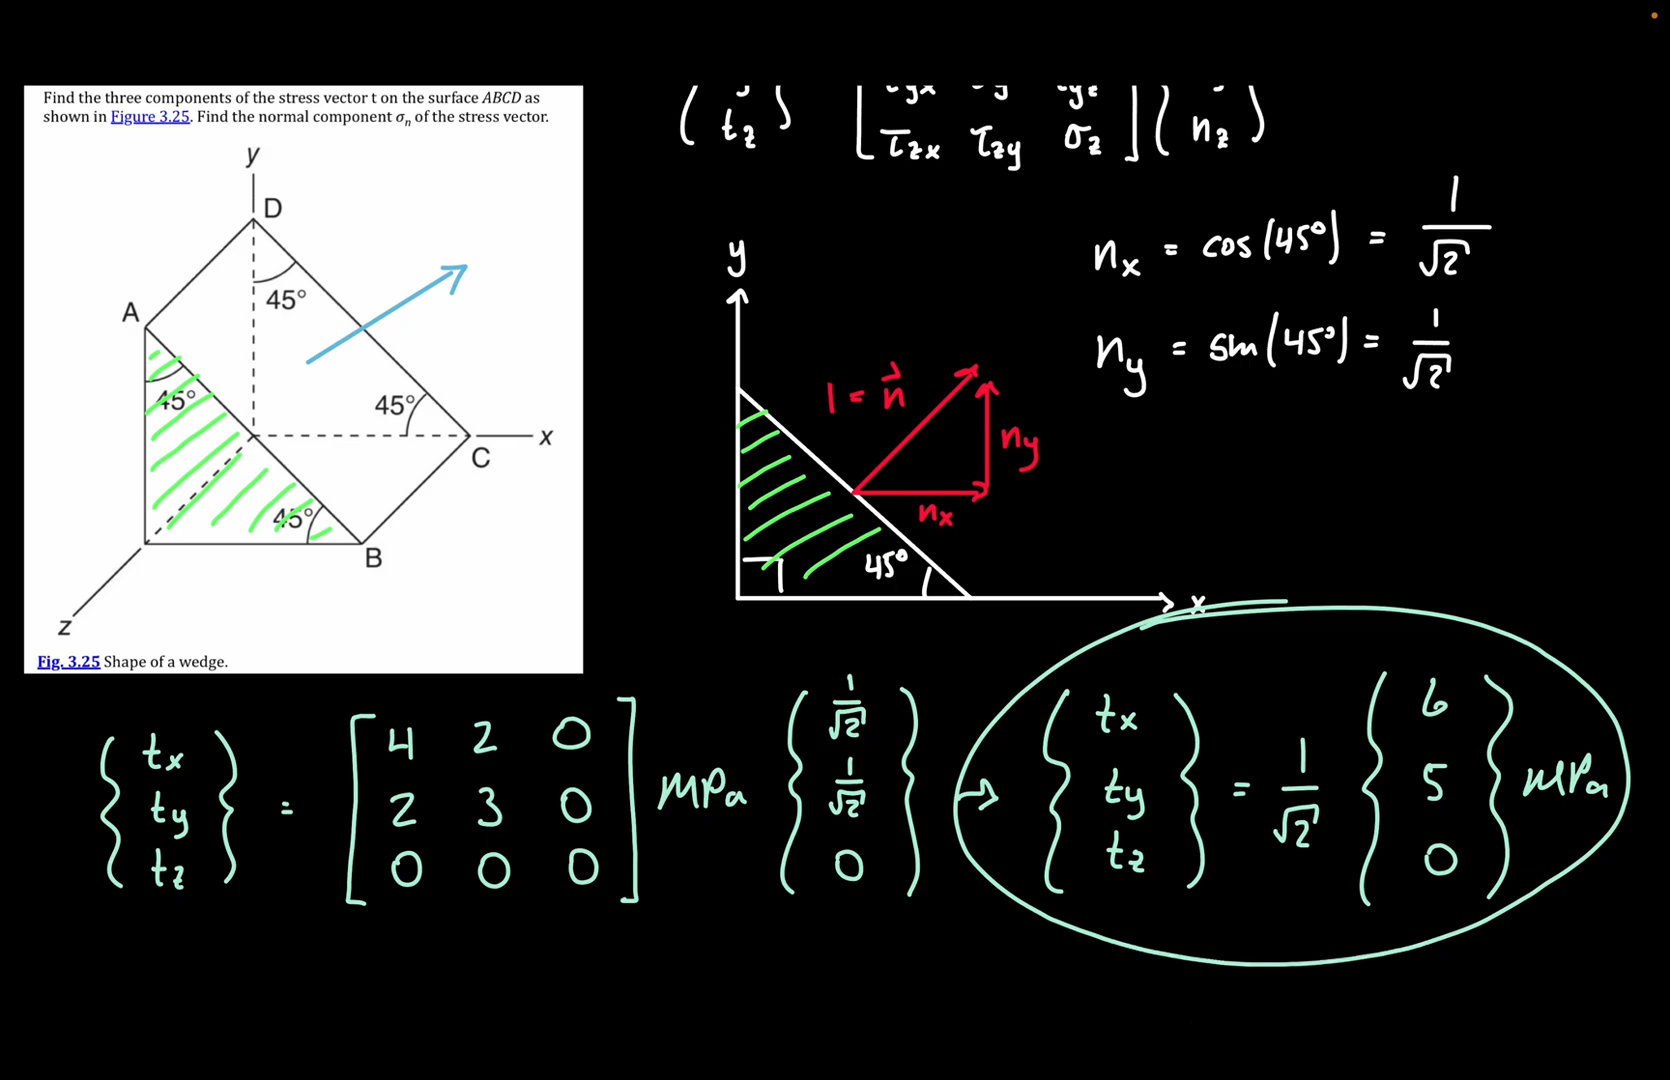 Find the three components of the stress vector t on the surface ABCD as
shown in Figure 3.25. Find the normal component σn of the stress vector.
y
D
45°
A
45°
45°
x
C
45°
B
z
Fig. 3.25 Shape of a wedge.
tz
τzx τzy σz
nz
nx = cos(45°) = 1/√2
ny = sin(45°) = 1/√2
y
1 = n⃗
ny
nx
45°
x
{tx ty tz} = [4 2 0
2 3 0
0 0 0] MPa {1/√2 1/√2 0}
→ {tx ty tz} = 1/√2 {6 5 0} MPa